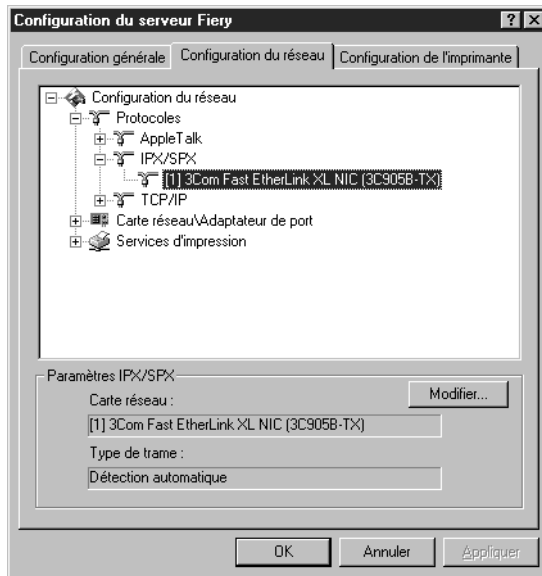 Configuration du serveur Fiery
Configuration générale
Configuration du réseau
Configuration de l'imprimante
Configuration du réseau
Protocoles
AppleTalk
IPX/SPX
[1] 3Com Fast EtherLink XL NIC (3C905B-TX)
TCP/IP
Carte réseau\Adaptateur de port
Services d'impression
Paramètres IPX/SPX
Modifier...
Carte réseau :
[1] 3Com Fast EtherLink XL NIC (3C905B-TX)
Type de trame :
Détection automatique
OK
Annuler
Appliquer